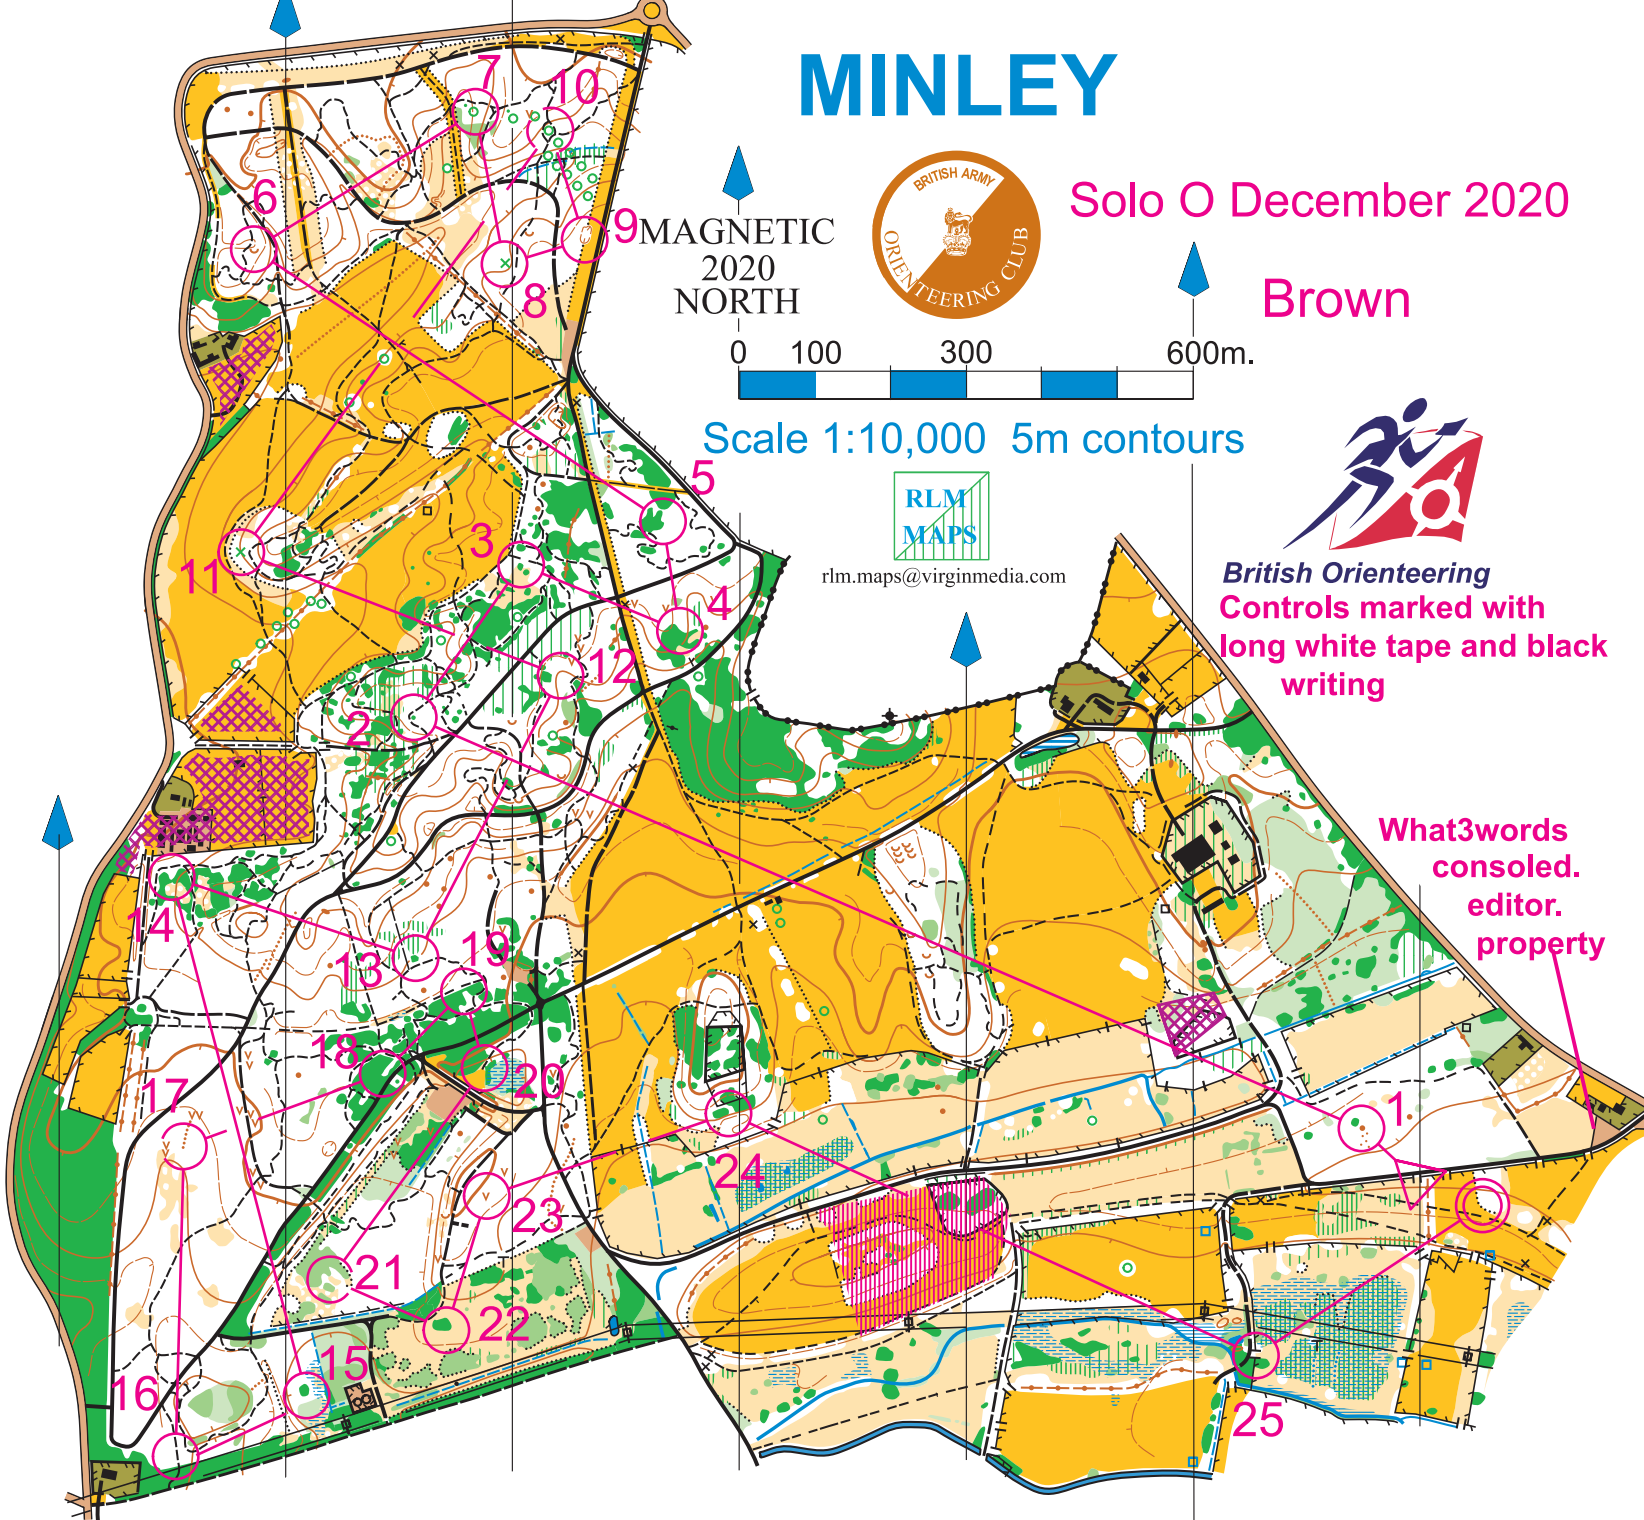 MINLEY
BRITISH ARMY
ORIENTEERING CLUB
Solo O December 2020
Brown
MAGNETIC
2020
NORTH
0 100 300 600m.
Scale 1:10,000 5m contours
RLM
MAPS
rlm.maps@virginmedia.com
British Orienteering
Controls marked with
long white tape and black
writing
What3words
consoled.
editor.
property
7
10
6
9
8
5
3
11
4
12
2
14
13
19
18
20
17
1
24
23
21
22
15
16
25